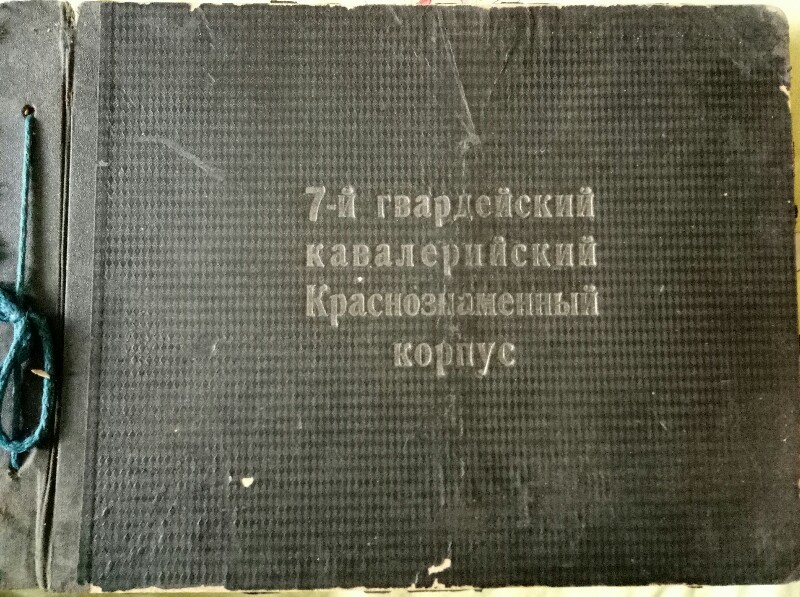 7-й гвардейский
кавалерийский
Краснознаменный
корпус